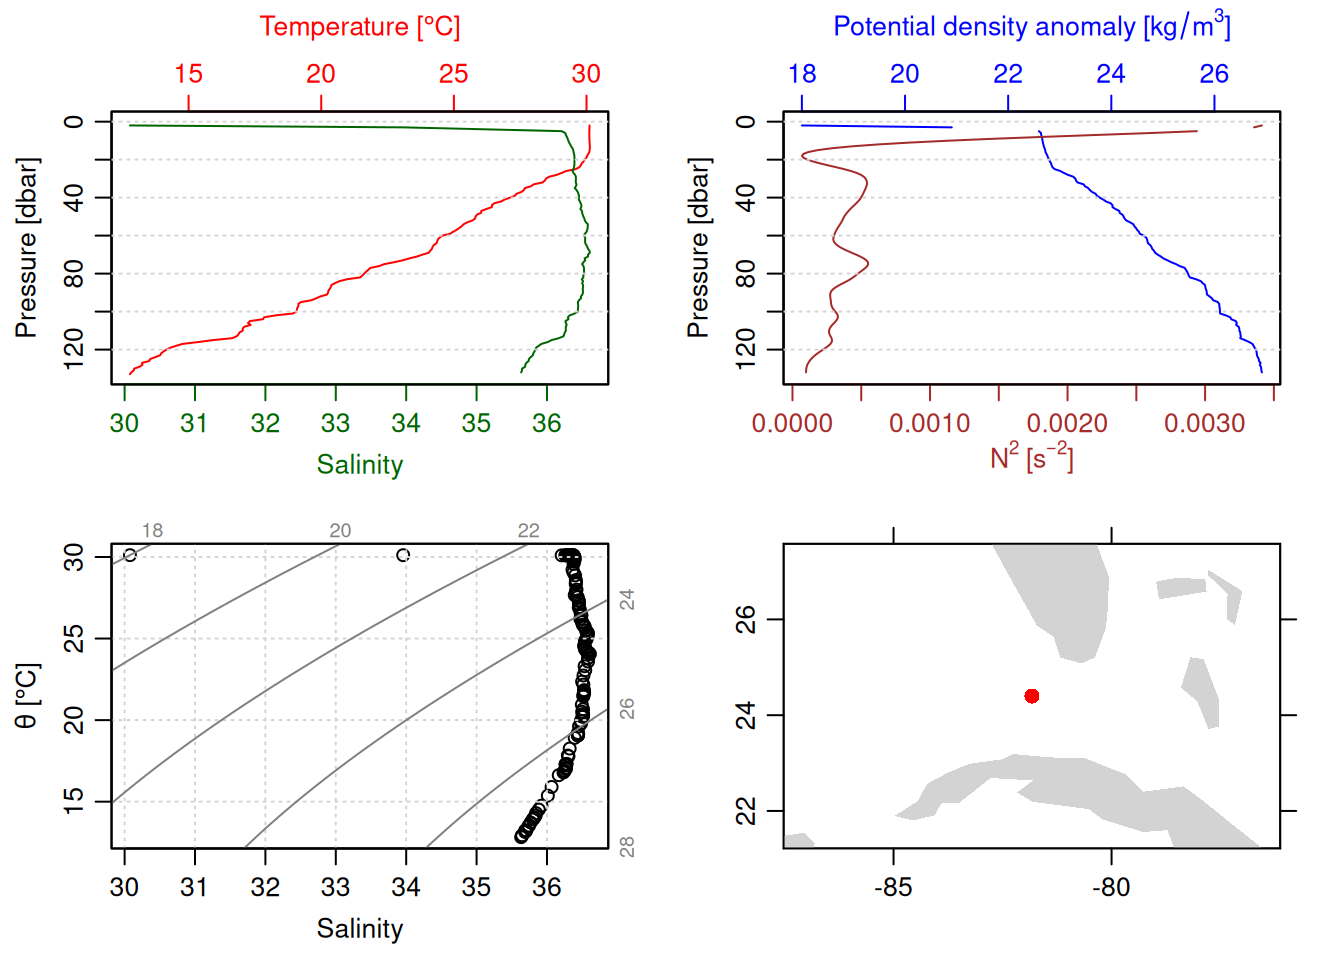 Temperature [°C]
15 20 25 30
0 40 80 120
Pressure [dbar]
30 31 32 33 34 35 36
Salinity
Potential density anomaly [kg/m³]
18 20 22 24 26
0 40 80 120
Pressure [dbar]
0.0000 0.0010 0.0020 0.0030
N² [s⁻²]
18 20 22
24
26
28
30 25 20 15
θ [°C]
30 31 32 33 34 35 36
Salinity
26 24 22
-85 -80